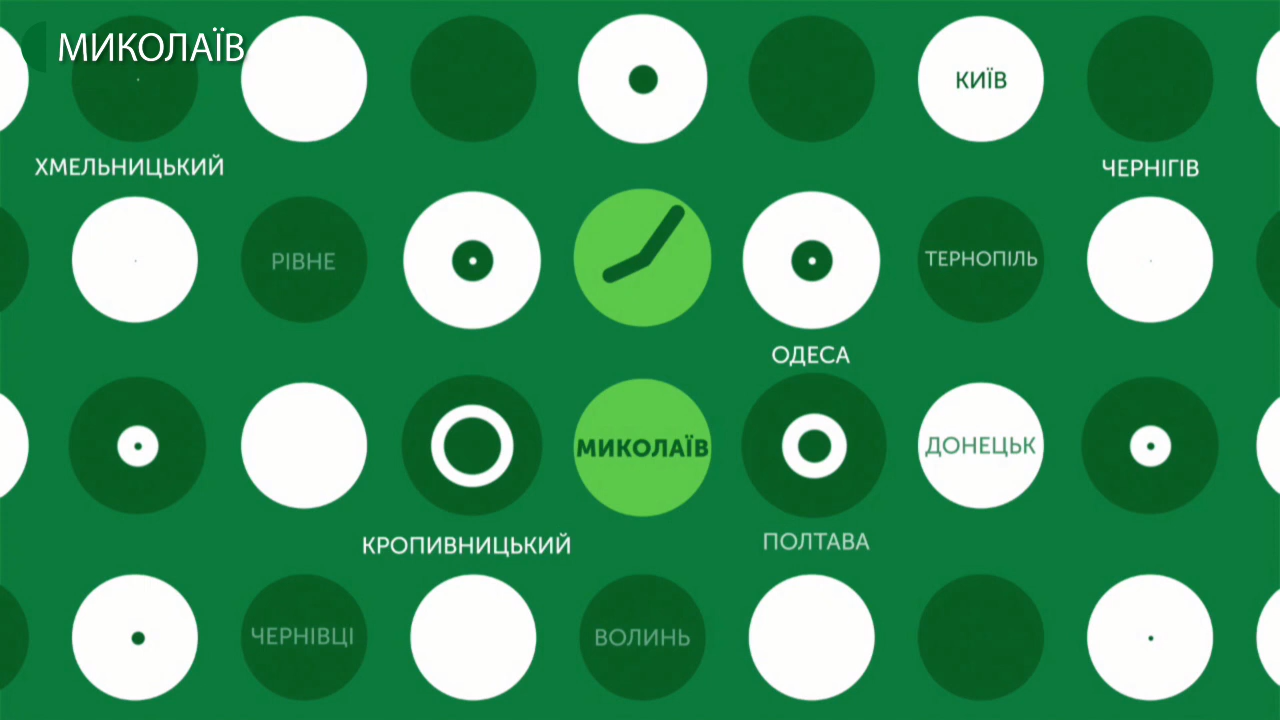 МИКОЛАЇВ
КИЇВ
ХМЕЛЬНИЦЬКИЙ
ЧЕРНІГІВ
РІВНЕ
ТЕРНОПІЛЬ
ОДЕСА
МИКОЛАЇВ
ДОНЕЦЬК
КРОПИВНИЦЬКИЙ
ПОЛТАВА
ЧЕРНІВЦІ
ВОЛИНЬ